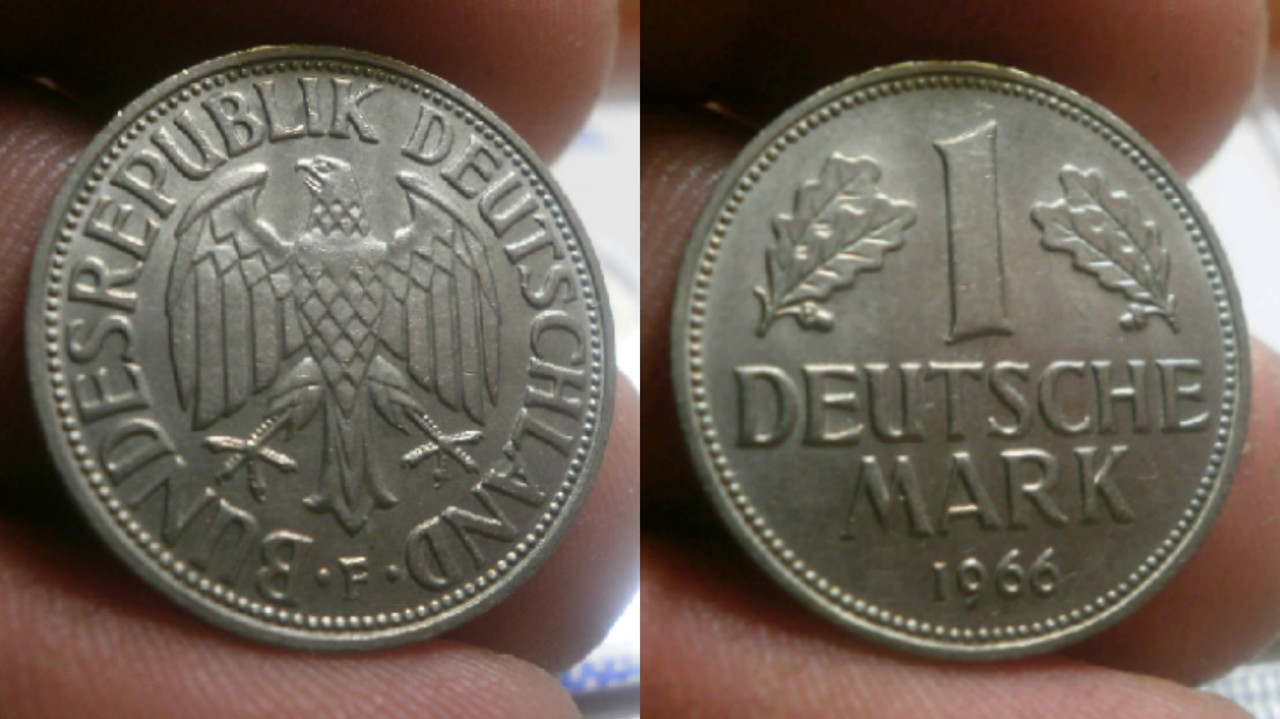 BUNDESREPUBLIK DEUTSCHLAND
· F ·
1
DEUTSCHE
MARK
1966